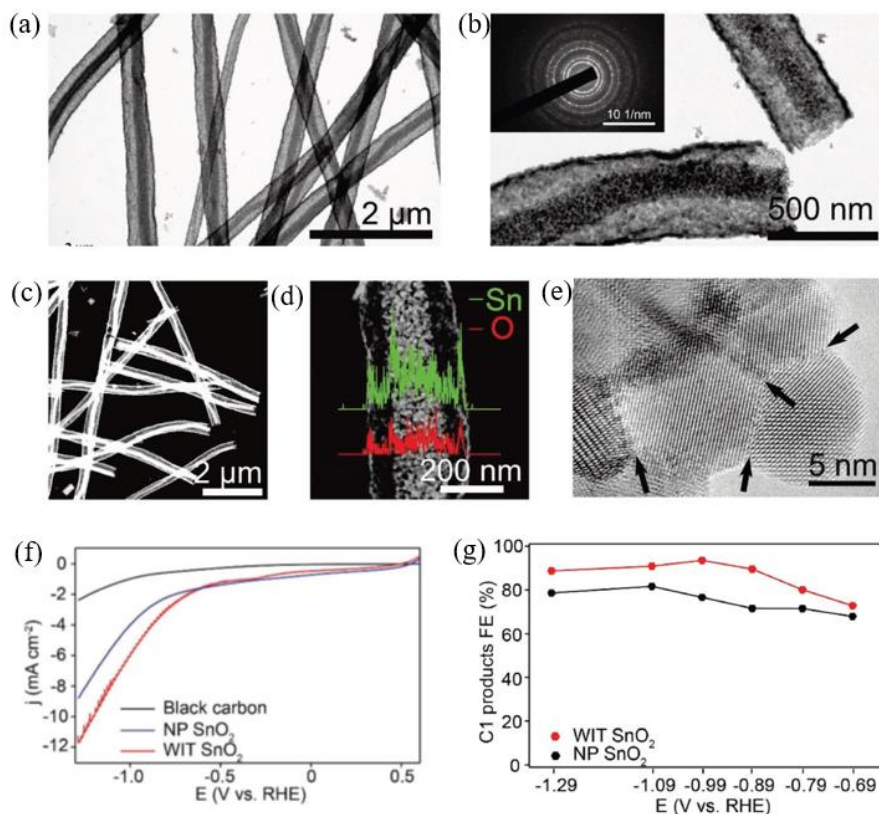 (a)
2 μm
(b)
10 1/nm
500 nm
(c)
2 μm
(d)
Sn
O
200 nm
(e)
5 nm
(f)
j (mA cm⁻²)
0
-2
-4
-6
-8
-10
-12
Black carbon
NP SnO₂
WIT SnO₂
-1.0
-0.5
0
0.5
E (V vs. RHE)
(g)
C1 products FE (%)
100
80
60
40
20
0
WIT SnO₂
NP SnO₂
-1.29
-1.09
-0.99
-0.89
-0.79
-0.69
E (V vs. RHE)